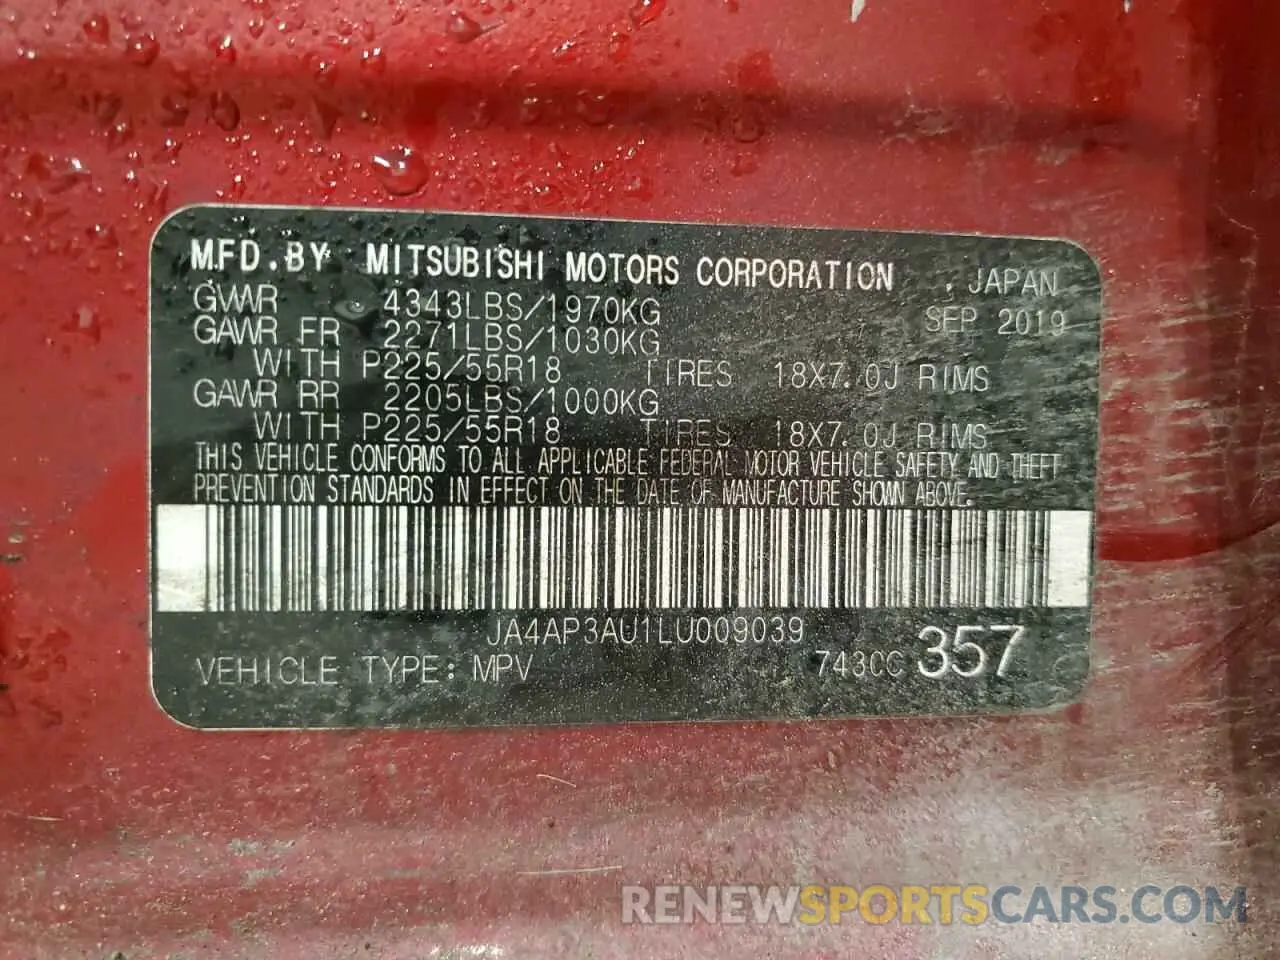 MFD.BY MITSUBISHI MOTORS CORPORATION . JAPAN
GVWR 4343LBS/1970KG SEP 2019
GAWR FR 2271LBS/1030KG
WITH P225/55R18 TIRES 18X7.0J RIMS
GAWR RR 2205LBS/1000KG
WITH P225/55R18 TIRES 18X7.0J RIMS
THIS VEHICLE CONFORMS TO ALL APPLICABLE FEDERAL MOTOR VEHICLE SAFETY AND THEFT
PREVENTION STANDARDS IN EFFECT ON THE DATE OF MANUFACTURE SHOWN ABOVE.
JA4AP3AU1LU009039
VEHICLE TYPE: MPV 743CC 357
RENEWSPORTSCARS.COM